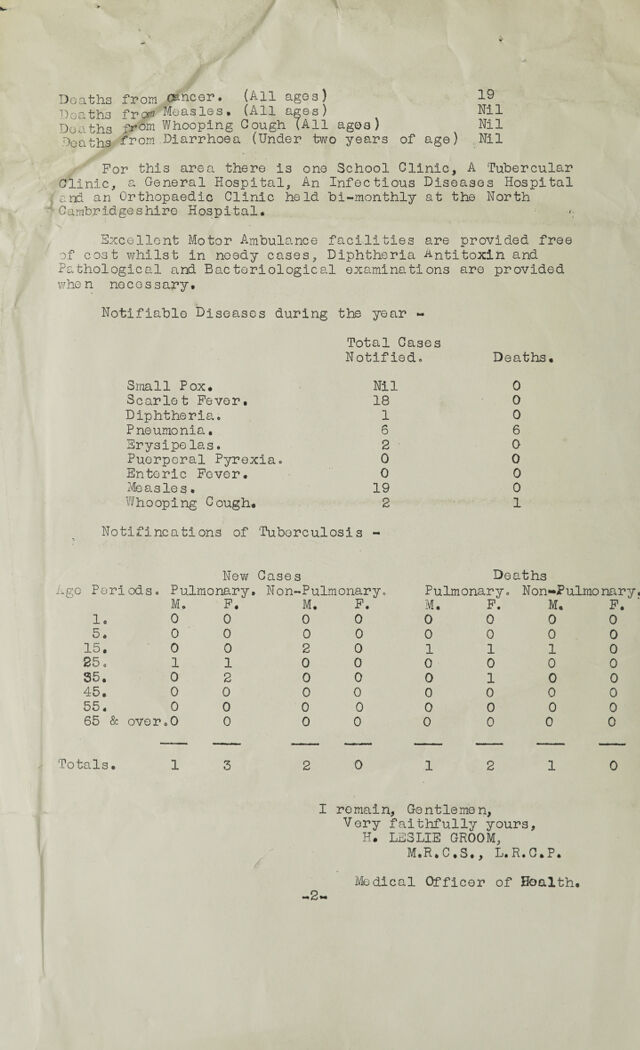 Deaths from cancer. (All ages) 19
Deaths from Measles. (All ages) Nil
Deaths from Whooping Cough (All ages) Nil
Deaths from Diarrhoea (Under two years of age) Nil
For this area there is one School Clinic, A Tubercular
Clinic, a General Hospital, An Infectious Diseases Hospital
and an Orthopaedic Clinic held bi-monthly at the North
Cambridgeshire Hospital.
Excellent Motor Ambulance facilities are provided free
of cost whilst in needy cases, Diphtheria Antitoxin and
Pathological and Bacteriological examinations are provided
when necessary.
Notifiable Diseases during the year -
Total Cases
Notified. Deaths.
Small Pox. Nil 0
Scarlet Fever. 18 0
Diphtheria. 1 0
Pneumonia. 6 6
Erysipelas. 2 0
Puerperal Pyrexia. 0 0
Enteric Fever. 0 0
Measles. 19 0
Whooping Cough. 2 1
Notifincations of Tuberculosis -
New Cases Deaths
Age Periods. Pulmonary. Non-Pulmonary. Pulmonary. Non-Pulmonary.
M. F. M. F. M. F. M. F.
1. 0 0 0 0 0 0 0 0
5. 0 0 0 0 0 0 0 0
15. 0 0 2 0 1 1 1 0
25. 1 1 0 0 0 0 0 0
35. 0 2 0 0 0 1 0 0
45. 0 0 0 0 0 0 0 0
55. 0 0 0 0 0 0 0 0
65 & over.0 0 0 0 0 0 0 0
Totals. 1 3 2 0 1 2 1 0
I remain, Gentlemen,
Very faithfully yours,
H. LESLIE GROOM,
M.R.C.S., L.R.C.P.
Medical Officer of Health.
-2-